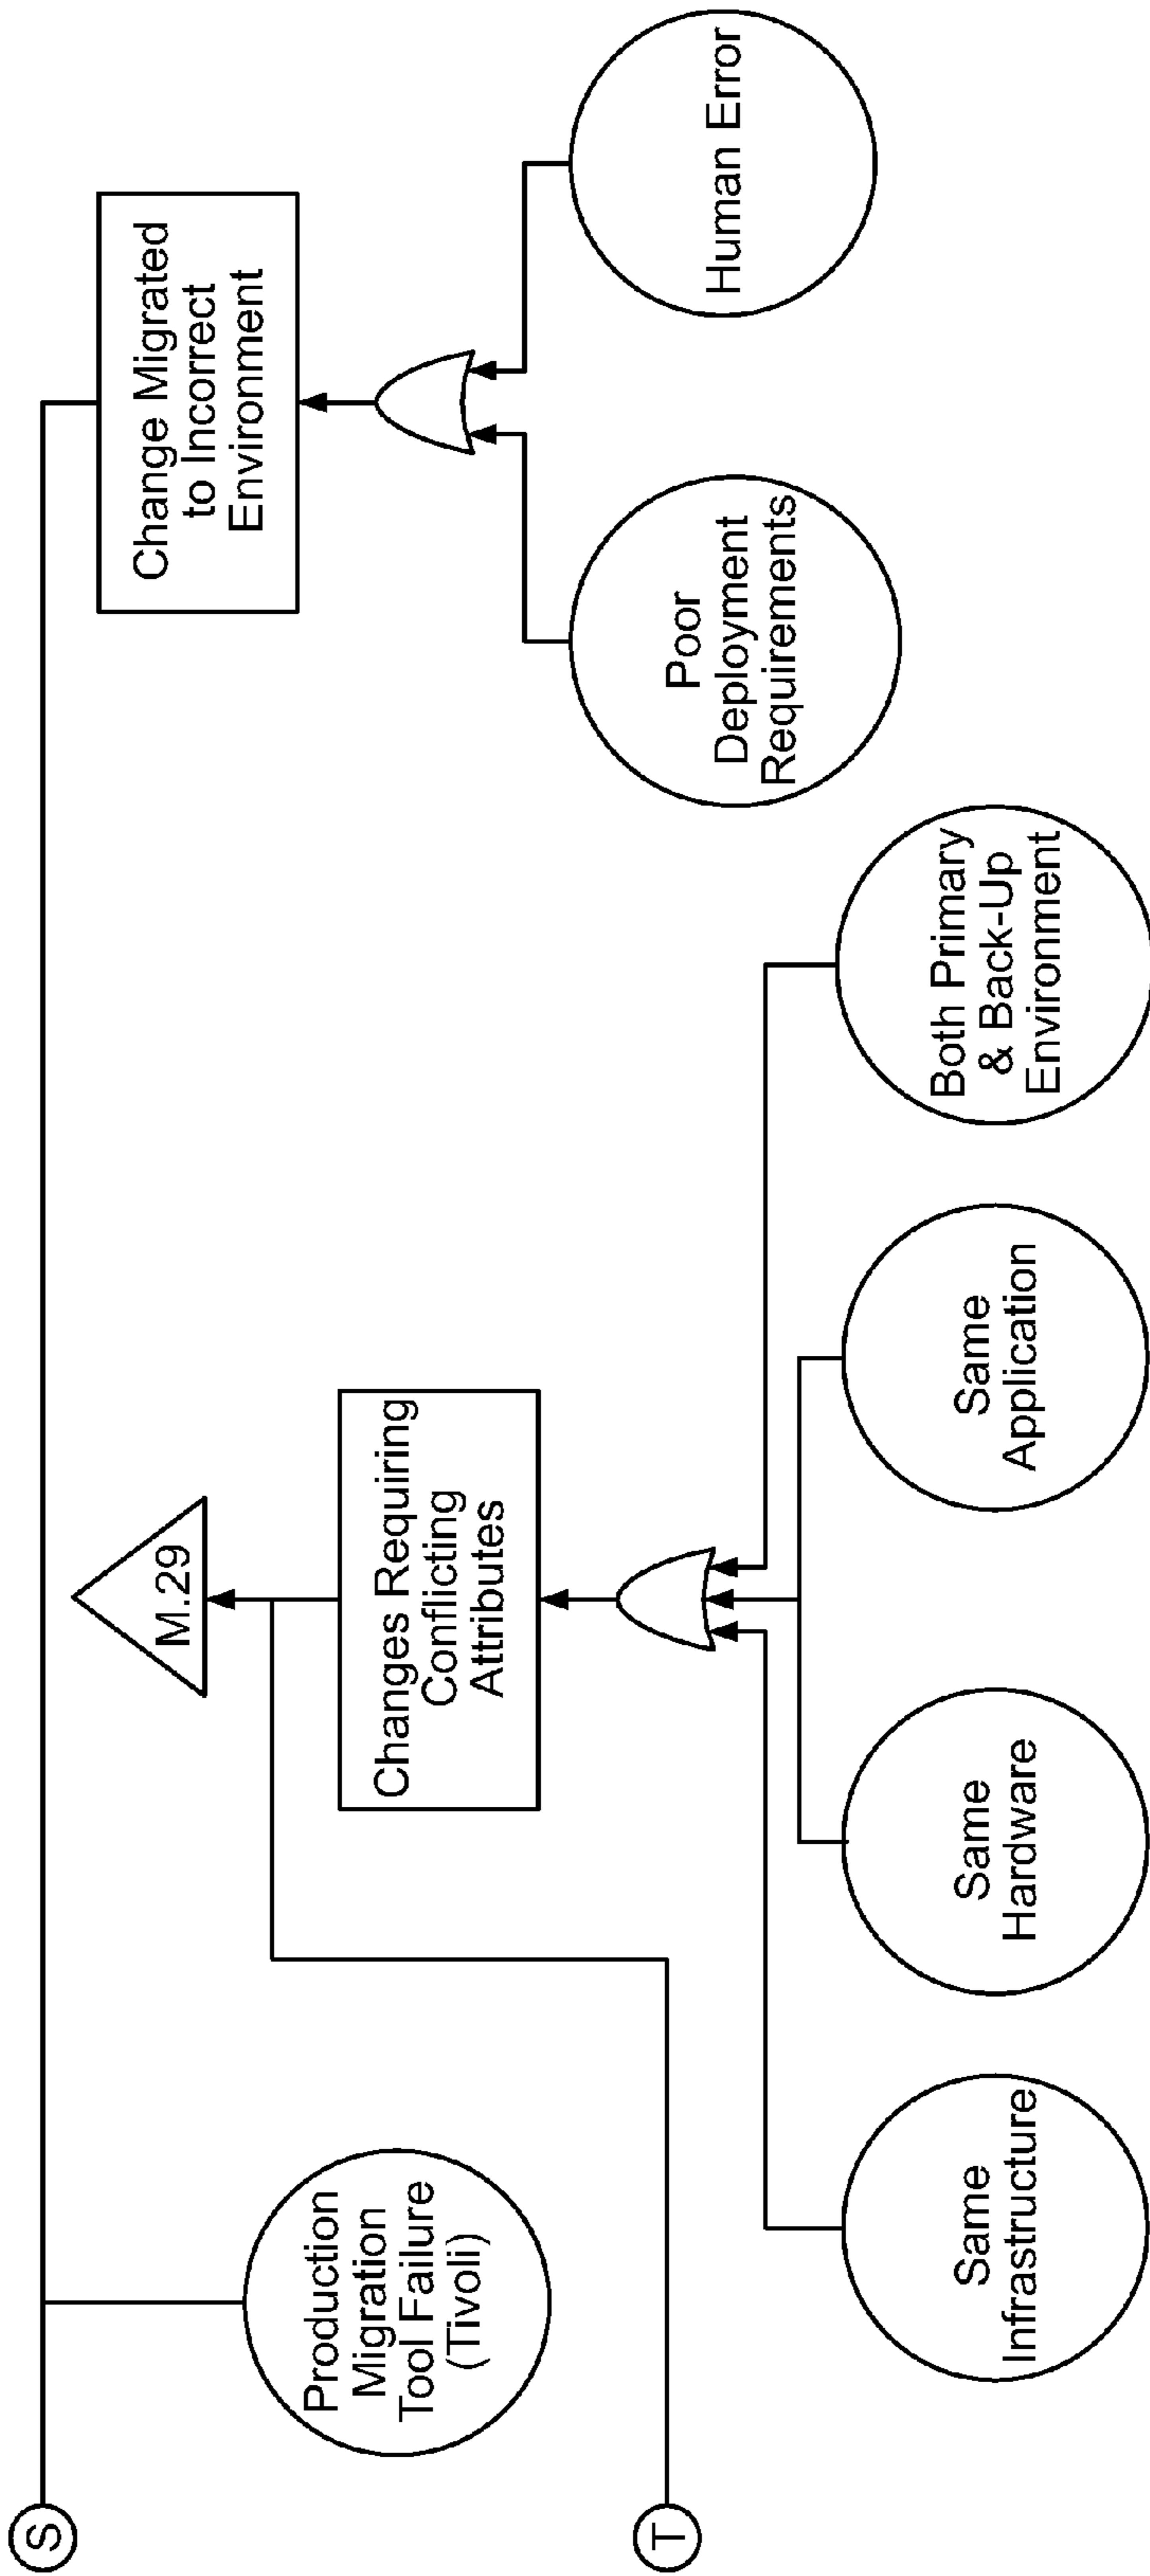 S
Change Migrated
to Incorrect
Environment
M.29
Production
Migration
Tool Failure
(Tivoli)
Changes Requiring
Conflicting
Attributes
Poor
Deployment
Requirements
Human Error
T
Same
Infrastructure
Same
Hardware
Same
Application
Both Primary
& Back-Up
Environment